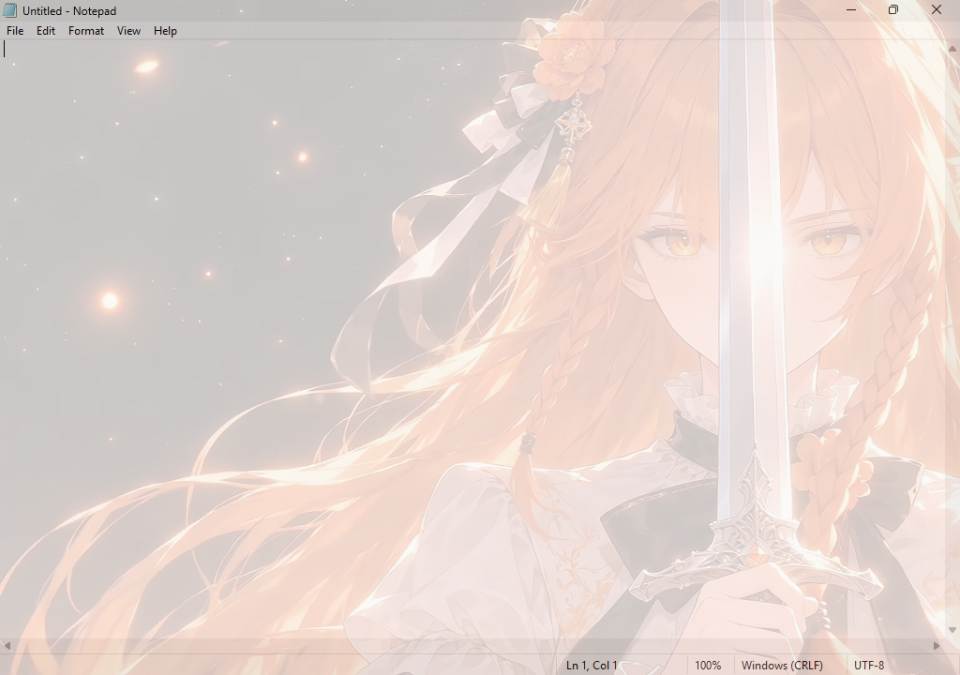 Untitled - Notepad
File Edit Format View Help
Ln 1, Col 1 100% Windows (CRLF) UTF-8